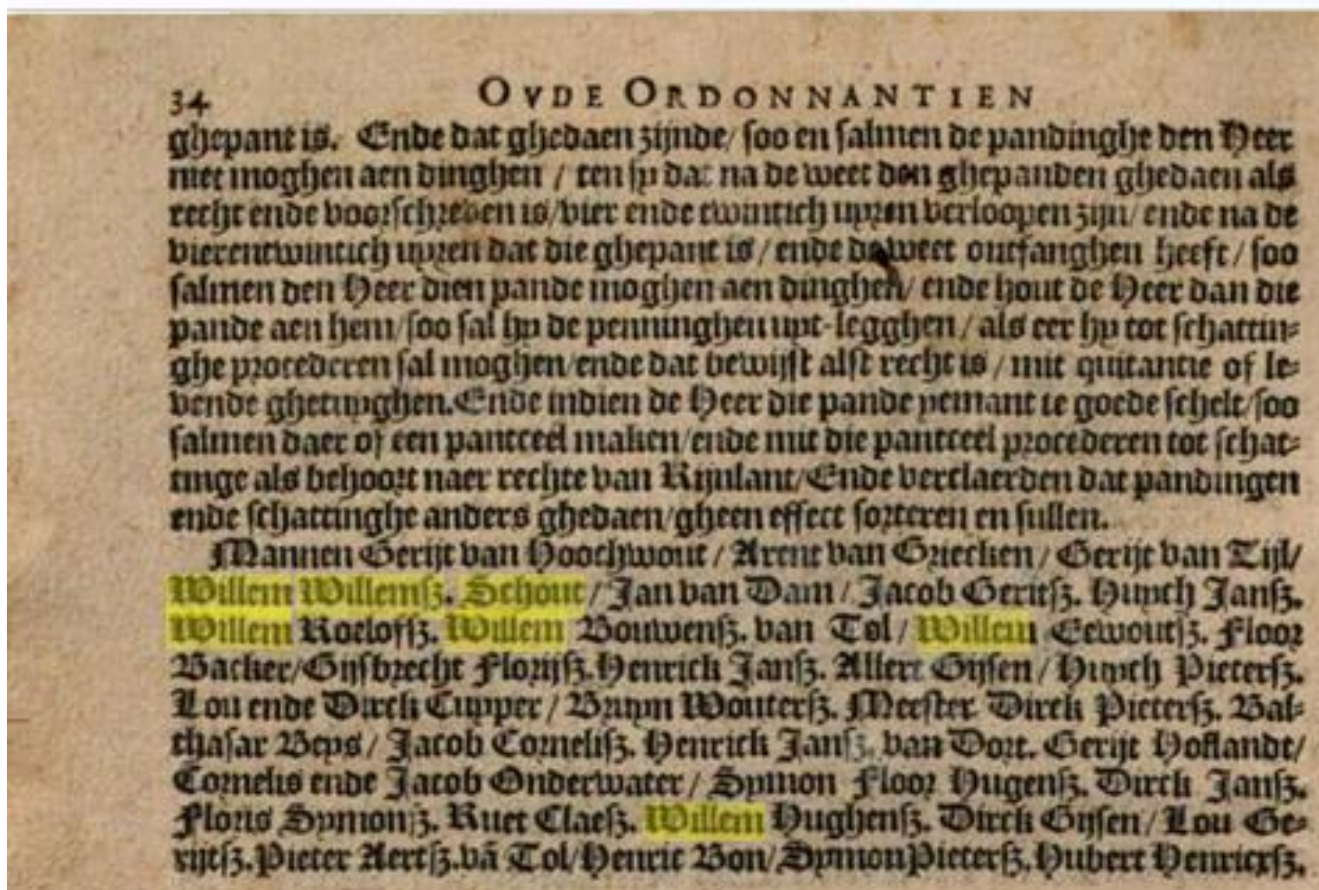 34 OVDE ORDONNANTIEN
ghepant is. Ende dat ghedaen zijnde/ soo en salmen de pandinghe den Heer
niet moghen aen dinghen / ten sy dat na de weet den ghepanden ghedaen als
recht ende voorschreven is/vier ende twintich uyren verloopen zijn/ ende na de
vierentwintich uyren dat die ghepant is / ende de weet ontfanghen heeft / soo
salmen den Heer dien pande moghen aen dinghen/ ende hout de Heer dan die
pande aen hem/soo sal hy de penninghen uyt-legghen / als eer hy tot schattin-
ghe procederen sal moghen/ende dat bewijst alst recht is / mit quitantie of le-
vende ghetuyghen. Ende indien de Heer die pande yemant te goede schelt/soo
salmen daer of een pantceel maken/ende mit die pantceel procederen tot schat-
tinge als behoort naer rechte van Rijnlant/Ende verclaerden dat pandingen
ende schattinghe anders ghedaen/gheen effect sorteren en sullen.
Mannen Gerijt van Hoochwout / Arent van Griecken / Gerijt van Tijl/
Willem Willemsz. Schout / Jan van Dam / Jacob Geritsz. Huych Jansz.
Willem Roelofsz. Willem Bouwensz. van Tol / Willem Eewoutsz. Floor
Backer/Gijsbrecht Florijsz. Henrick Jansz. Allert Gijsen / Huych Pietersz.
Lou ende Dirck Cuyper / Bruyn Woutersz. Meester Dirck Pietersz. Bal-
thasar Beys / Jacob Cornelisz. Henrick Jansz. van Dort. Gerijt Hoflandt/
Cornelis ende Jacob Onderwater / Symon Floor Hugensz. Dirck Jansz.
Floris Symonsz. Ruet Claesz. Willem Hughensz. Dirck Gijsen / Lou Ge-
rijtsz. Pieter Aertsz. vā Tol/Henric Bon/Symon Pietersz. Hubert Henricxsz.